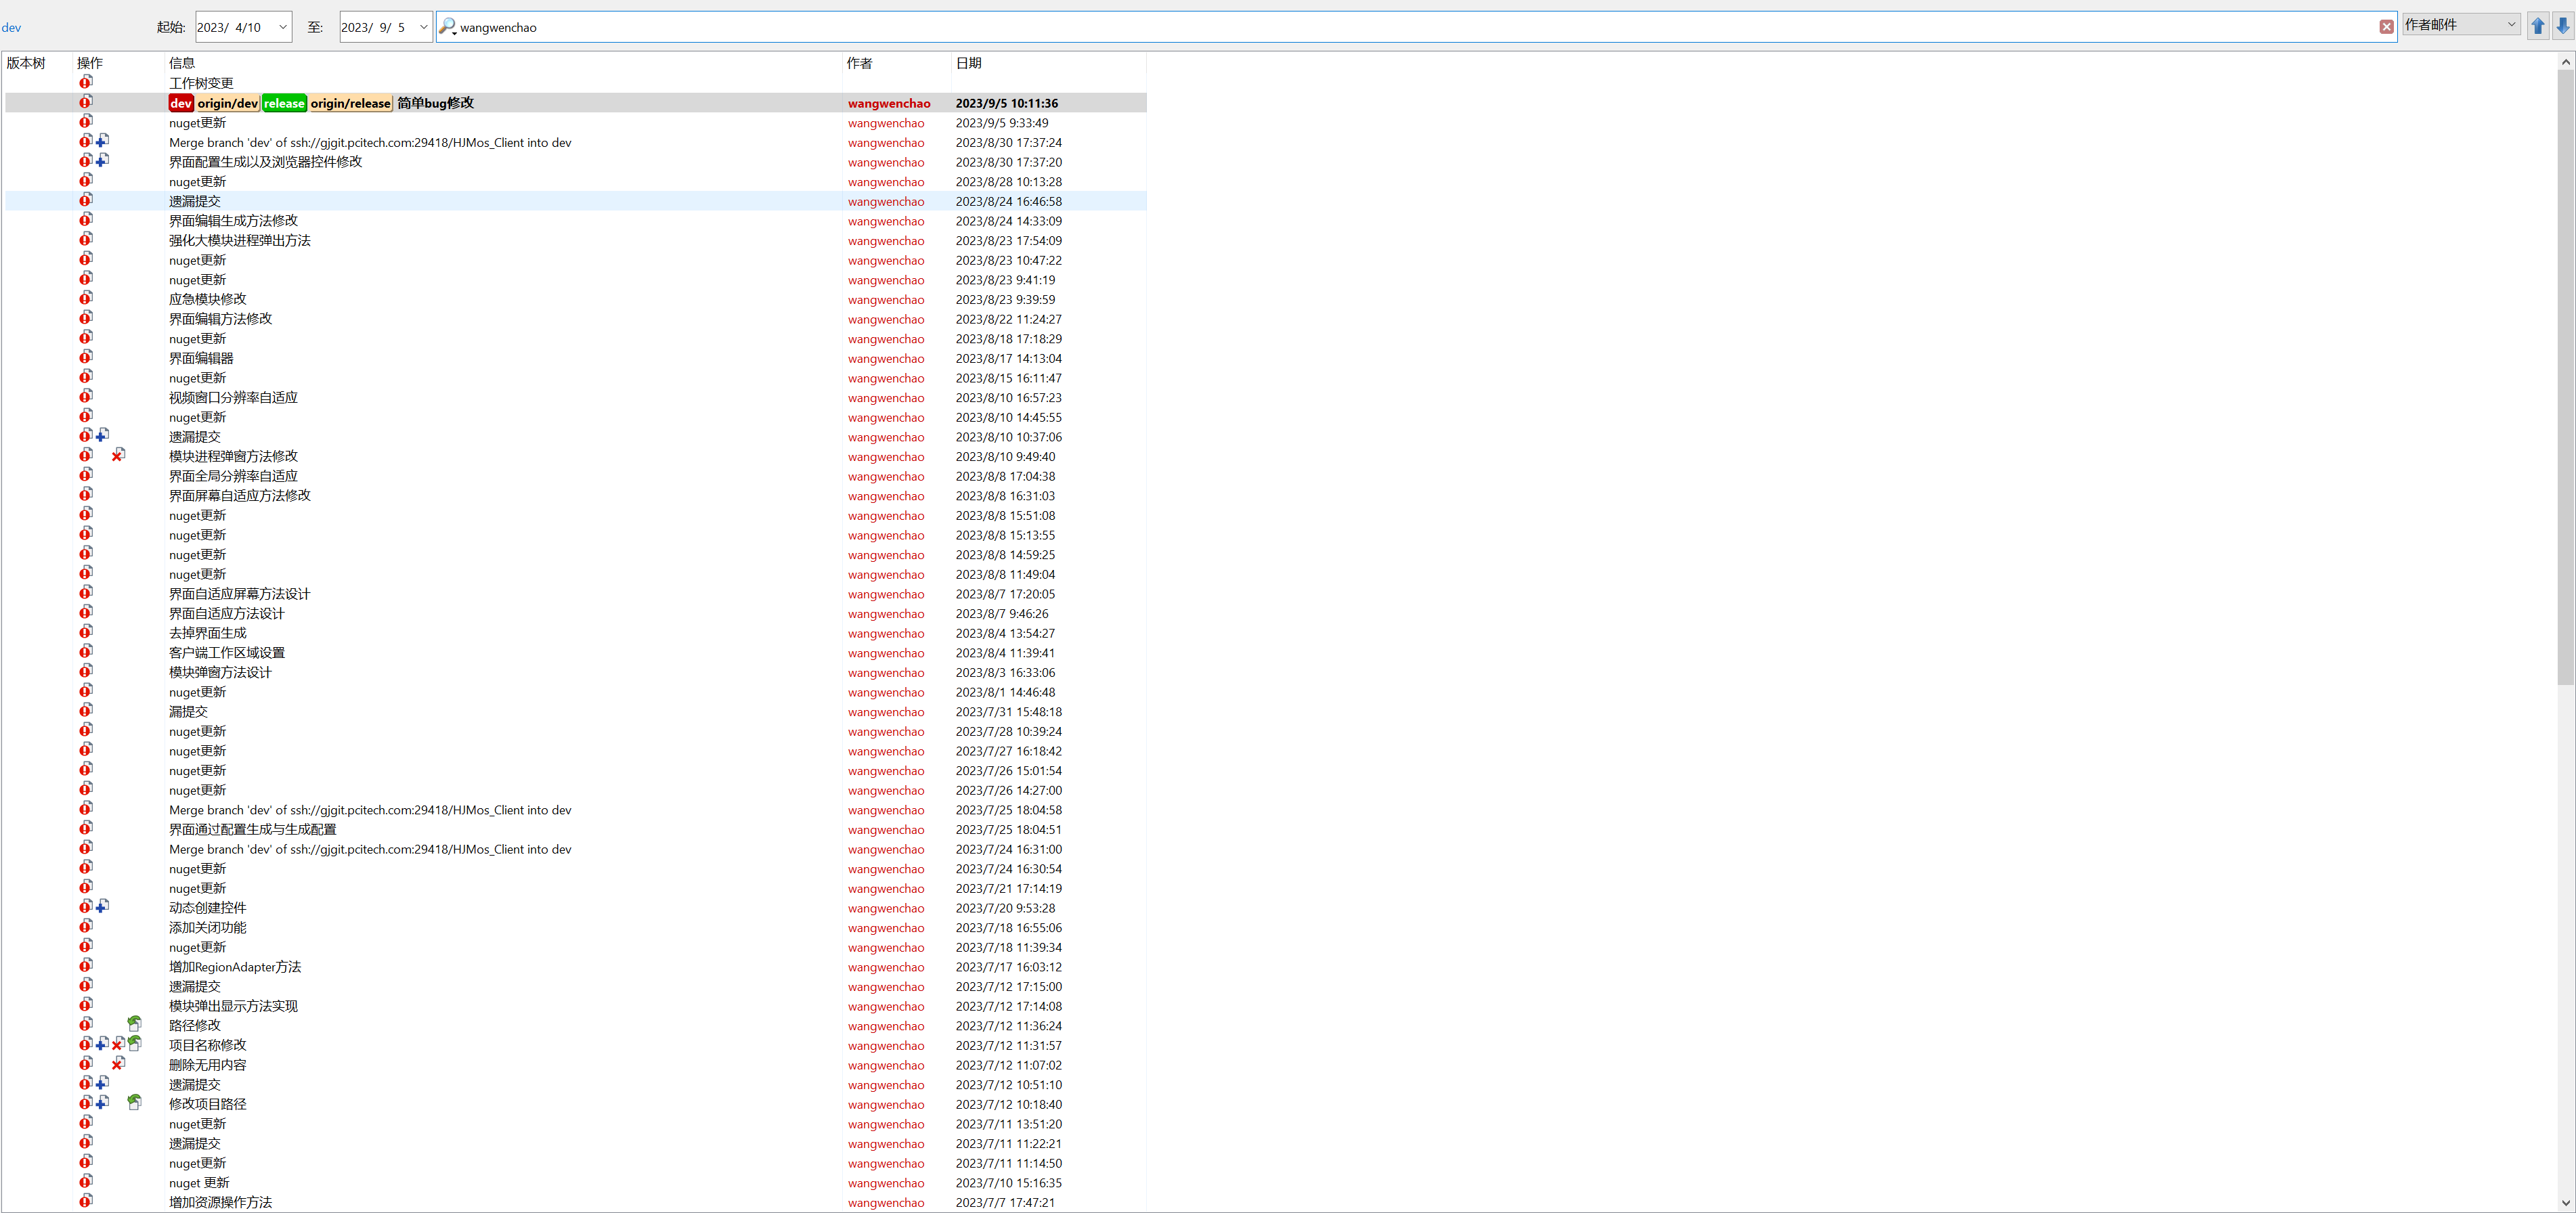 dev 起始: 2023/ 4/10 至: 2023/ 9/ 5 wangwenchao 作者邮件
版本树 操作 信息 作者 日期
工作树变更
dev origin/dev release origin/release 简单bug修改 wangwenchao 2023/9/5 10:11:36
nuget更新 wangwenchao 2023/9/5 9:33:49
Merge branch 'dev' of ssh://gjgit.pcitech.com:29418/HJMos_Client into dev wangwenchao 2023/8/30 17:37:24
界面配置生成以及浏览器控件修改 wangwenchao 2023/8/30 17:37:20
nuget更新 wangwenchao 2023/8/28 10:13:28
遗漏提交 wangwenchao 2023/8/24 16:46:58
界面编辑生成方法修改 wangwenchao 2023/8/24 14:33:09
强化大模块进程弹出方法 wangwenchao 2023/8/23 17:54:09
nuget更新 wangwenchao 2023/8/23 10:47:22
nuget更新 wangwenchao 2023/8/23 9:41:19
应急模块修改 wangwenchao 2023/8/23 9:39:59
界面编辑方法修改 wangwenchao 2023/8/22 11:24:27
nuget更新 wangwenchao 2023/8/18 17:18:29
界面编辑器 wangwenchao 2023/8/17 14:13:04
nuget更新 wangwenchao 2023/8/15 16:11:47
视频窗口分辨率自适应 wangwenchao 2023/8/10 16:57:23
nuget更新 wangwenchao 2023/8/10 14:45:55
遗漏提交 wangwenchao 2023/8/10 10:37:06
模块进程弹窗方法修改 wangwenchao 2023/8/10 9:49:40
界面全局分辨率自适应 wangwenchao 2023/8/8 17:04:38
界面屏幕自适应方法修改 wangwenchao 2023/8/8 16:31:03
nuget更新 wangwenchao 2023/8/8 15:51:08
nuget更新 wangwenchao 2023/8/8 15:13:55
nuget更新 wangwenchao 2023/8/8 14:59:25
nuget更新 wangwenchao 2023/8/8 11:49:04
界面自适应屏幕方法设计 wangwenchao 2023/8/7 17:20:05
界面自适应方法设计 wangwenchao 2023/8/7 9:46:26
去掉界面生成 wangwenchao 2023/8/4 13:54:27
客户端工作区域设置 wangwenchao 2023/8/4 11:39:41
模块弹窗方法设计 wangwenchao 2023/8/3 16:33:06
nuget更新 wangwenchao 2023/8/1 14:46:48
漏提交 wangwenchao 2023/7/31 15:48:18
nuget更新 wangwenchao 2023/7/28 10:39:24
nuget更新 wangwenchao 2023/7/27 16:18:42
nuget更新 wangwenchao 2023/7/26 15:01:54
nuget更新 wangwenchao 2023/7/26 14:27:00
Merge branch 'dev' of ssh://gjgit.pcitech.com:29418/HJMos_Client into dev wangwenchao 2023/7/25 18:04:58
界面通过配置生成与生成配置 wangwenchao 2023/7/25 18:04:51
Merge branch 'dev' of ssh://gjgit.pcitech.com:29418/HJMos_Client into dev wangwenchao 2023/7/24 16:31:00
nuget更新 wangwenchao 2023/7/24 16:30:54
nuget更新 wangwenchao 2023/7/21 17:14:19
动态创建控件 wangwenchao 2023/7/20 9:53:28
添加关闭功能 wangwenchao 2023/7/18 16:55:06
nuget更新 wangwenchao 2023/7/18 11:39:34
增加RegionAdapter方法 wangwenchao 2023/7/17 16:03:12
遗漏提交 wangwenchao 2023/7/12 17:15:00
模块弹出显示方法实现 wangwenchao 2023/7/12 17:14:08
路径修改 wangwenchao 2023/7/12 11:36:24
项目名称修改 wangwenchao 2023/7/12 11:31:57
删除无用内容 wangwenchao 2023/7/12 11:07:02
遗漏提交 wangwenchao 2023/7/12 10:51:10
修改项目路径 wangwenchao 2023/7/12 10:18:40
nuget更新 wangwenchao 2023/7/11 13:51:20
遗漏提交 wangwenchao 2023/7/11 11:22:21
nuget更新 wangwenchao 2023/7/11 11:14:50
nuget 更新 wangwenchao 2023/7/10 15:16:35
增加资源操作方法 wangwenchao 2023/7/7 17:47:21